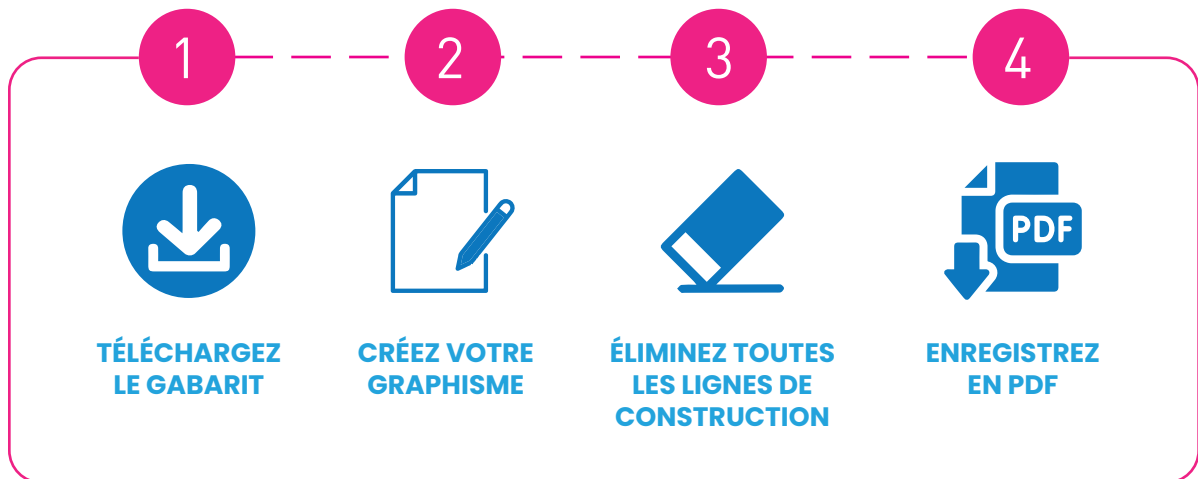 1
2
3
4
PDF
TÉLÉCHARGEZ
LE GABARIT
CRÉEZ VOTRE
GRAPHISME
ÉLIMINEZ TOUTES
LES LIGNES DE
CONSTRUCTION
ENREGISTREZ
EN PDF